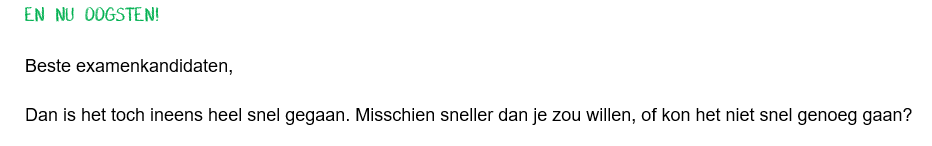 EN NU OOGSTEN!
Beste examenkandidaten,
Dan is het toch ineens heel snel gegaan. Misschien sneller dan je zou willen, of kon het niet snel genoeg gaan?